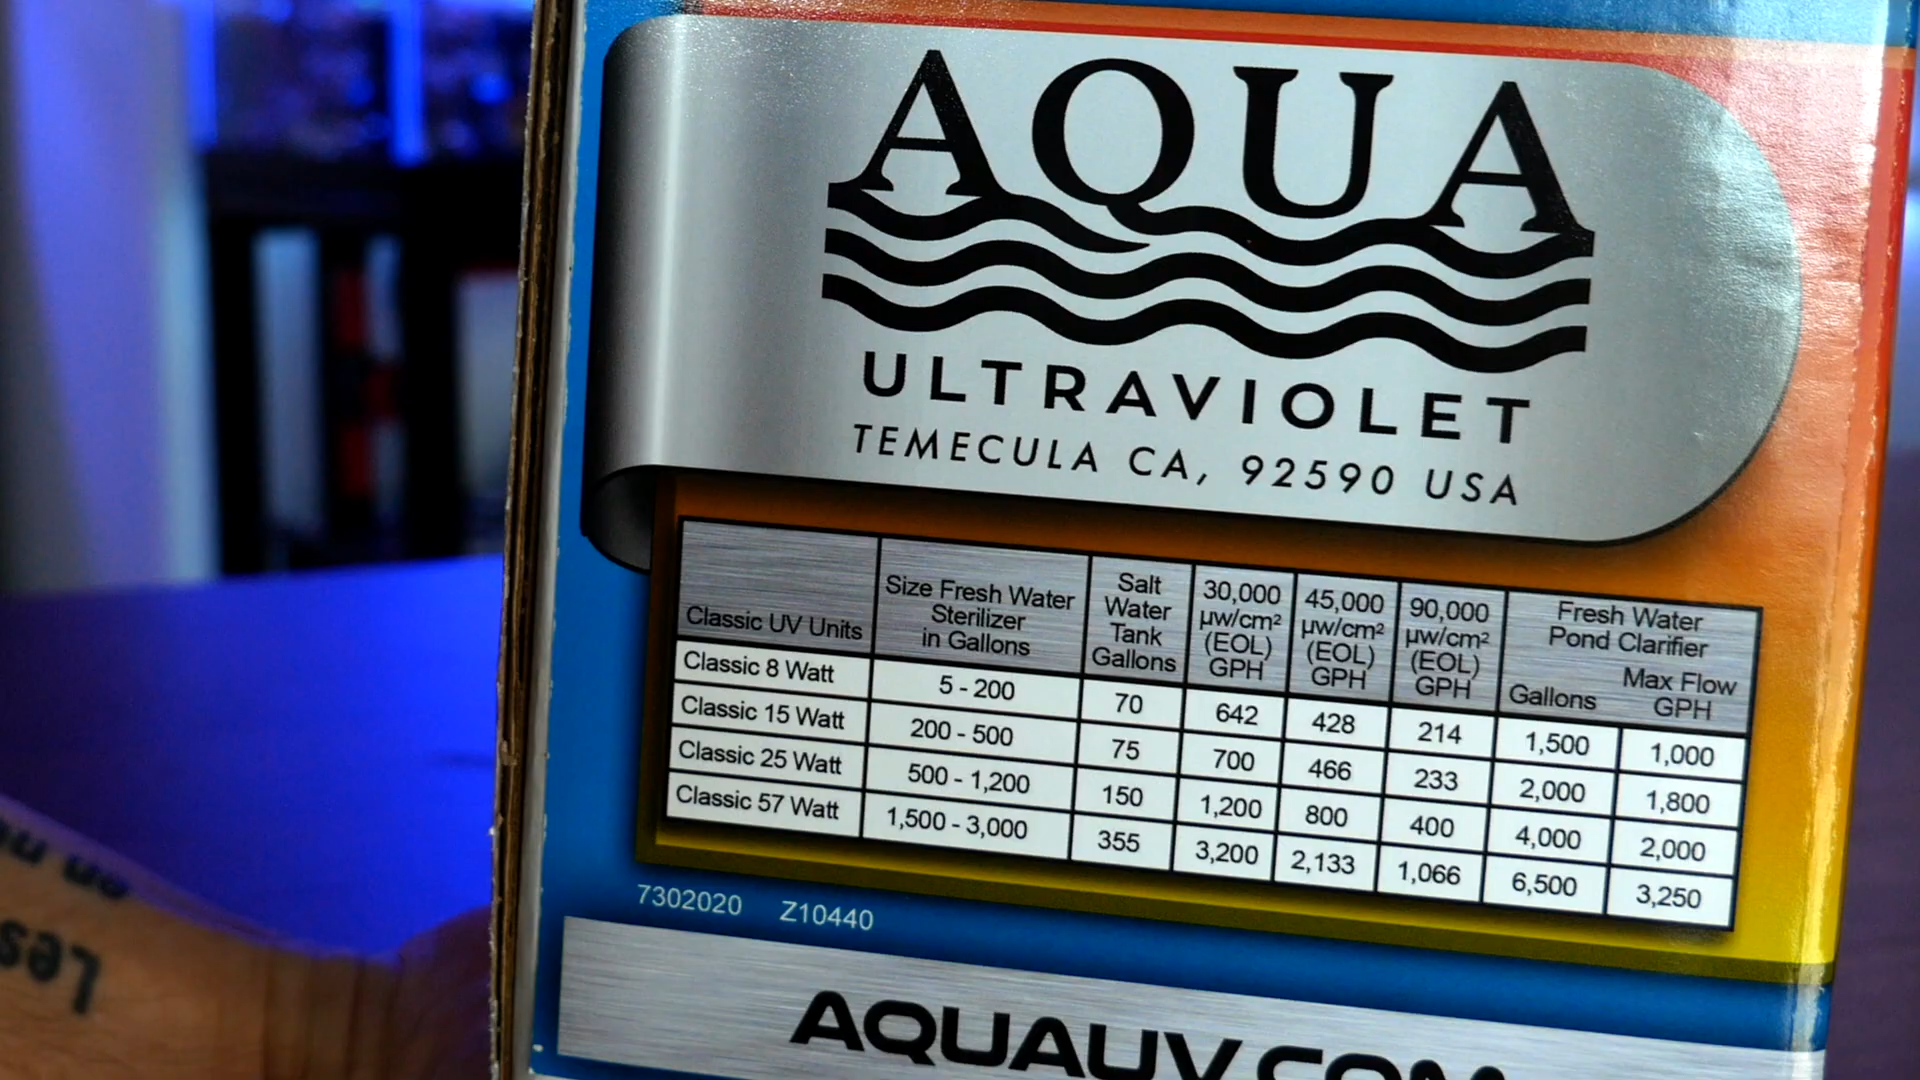 AQUA
ULTRAVIOLET
TEMECULA CA, 92590 USA
Classic UV Units
Size Fresh Water
Sterilizer
in Gallons
Salt
Water
Tank
Gallons
30,000
µw/cm²
(EOL)
GPH
45,000
µw/cm²
(EOL)
GPH
90,000
µw/cm²
(EOL)
GPH
Fresh Water
Pond Clarifier
Gallons
Max Flow
GPH
Classic 8 Watt 5 - 200 70 642 428 214 1,500 1,000
Classic 15 Watt 200 - 500 75 700 466 233 2,000 1,800
Classic 25 Watt 500 - 1,200 150 1,200 800 400 4,000 2,000
Classic 57 Watt 1,500 - 3,000 355 3,200 2,133 1,066 6,500 3,250
7302020 Z10440
AQUAUV.COM
Les